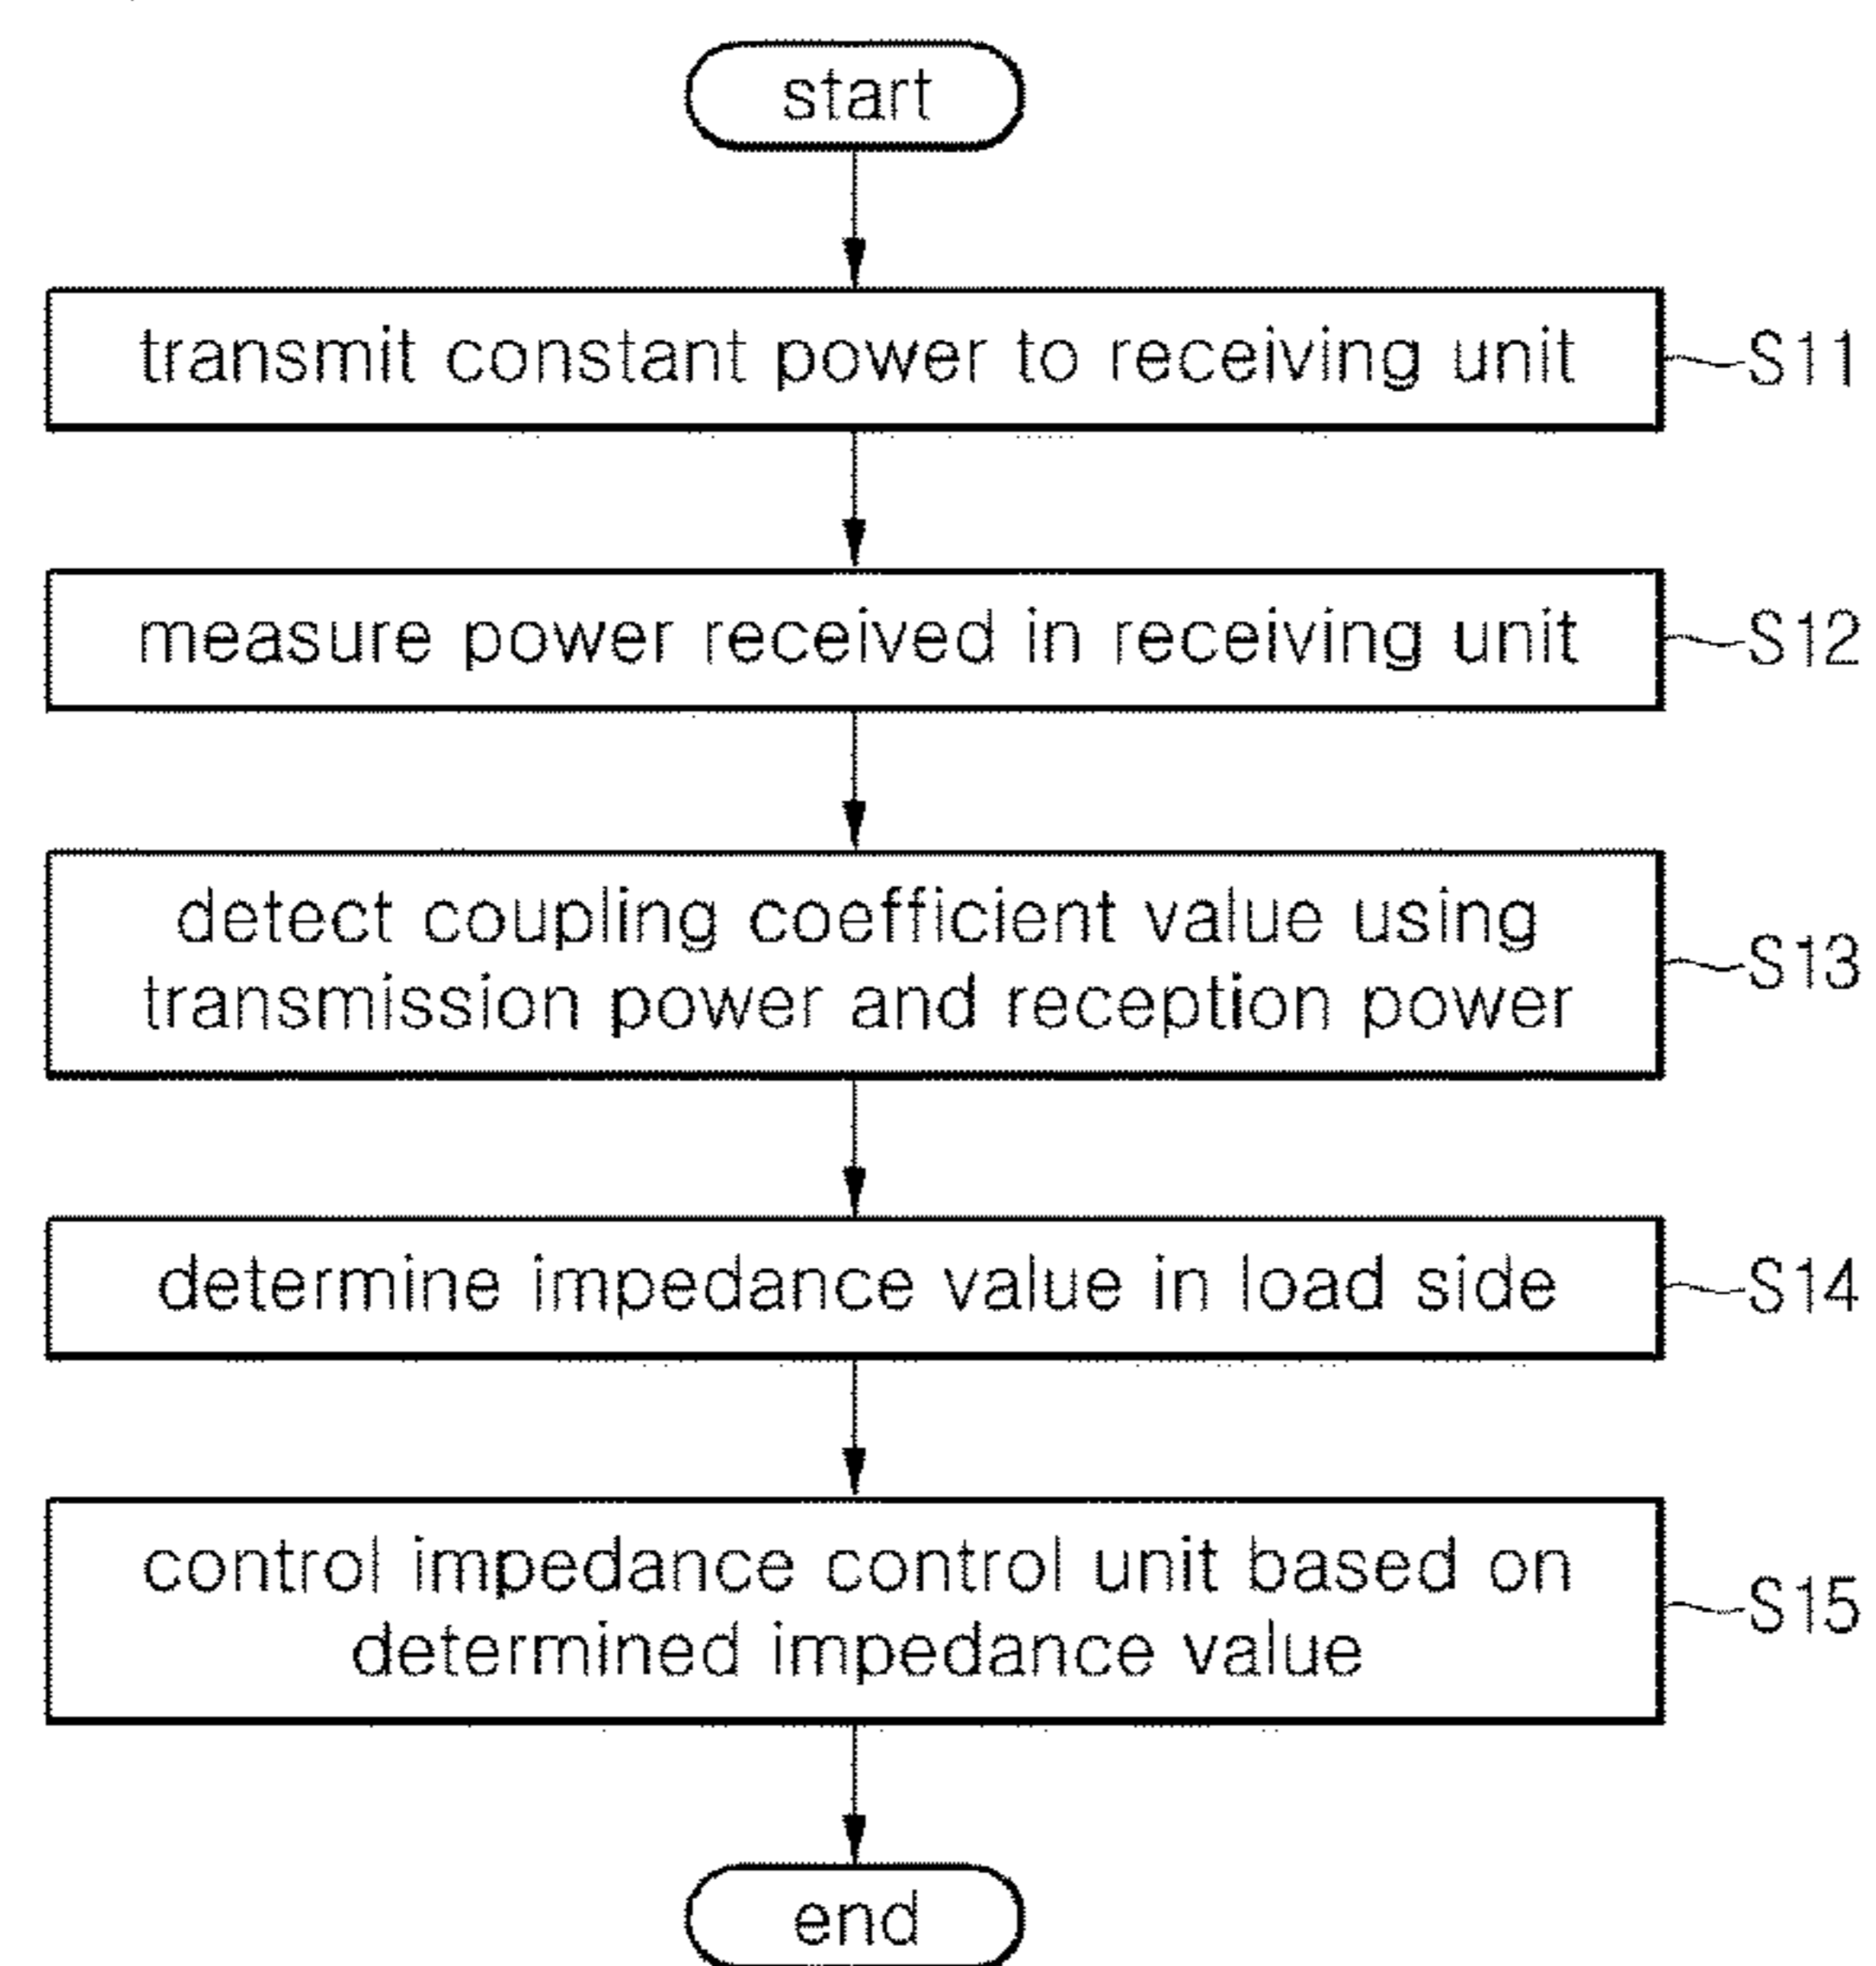 start
transmit constant power to receiving unit
S11
measure power received in receiving unit
S12
detect coupling coefficient value using
transmission power and reception power
S13
determine impedance value in load side
S14
control impedance control unit based on
determined impedance value
S15
end